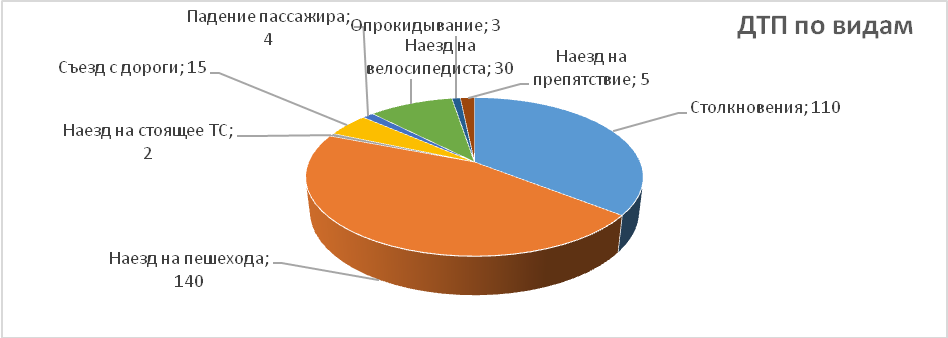 ДТП по видам
Падение пассажира;
4
Опрокидывание; 3
Наезд на
велосипедиста; 30
Наезд на
препятствие; 5
Съезд с дороги; 15
Столкновения; 110
Наезд на стоящее ТС;
2
Наезд на пешехода;
140